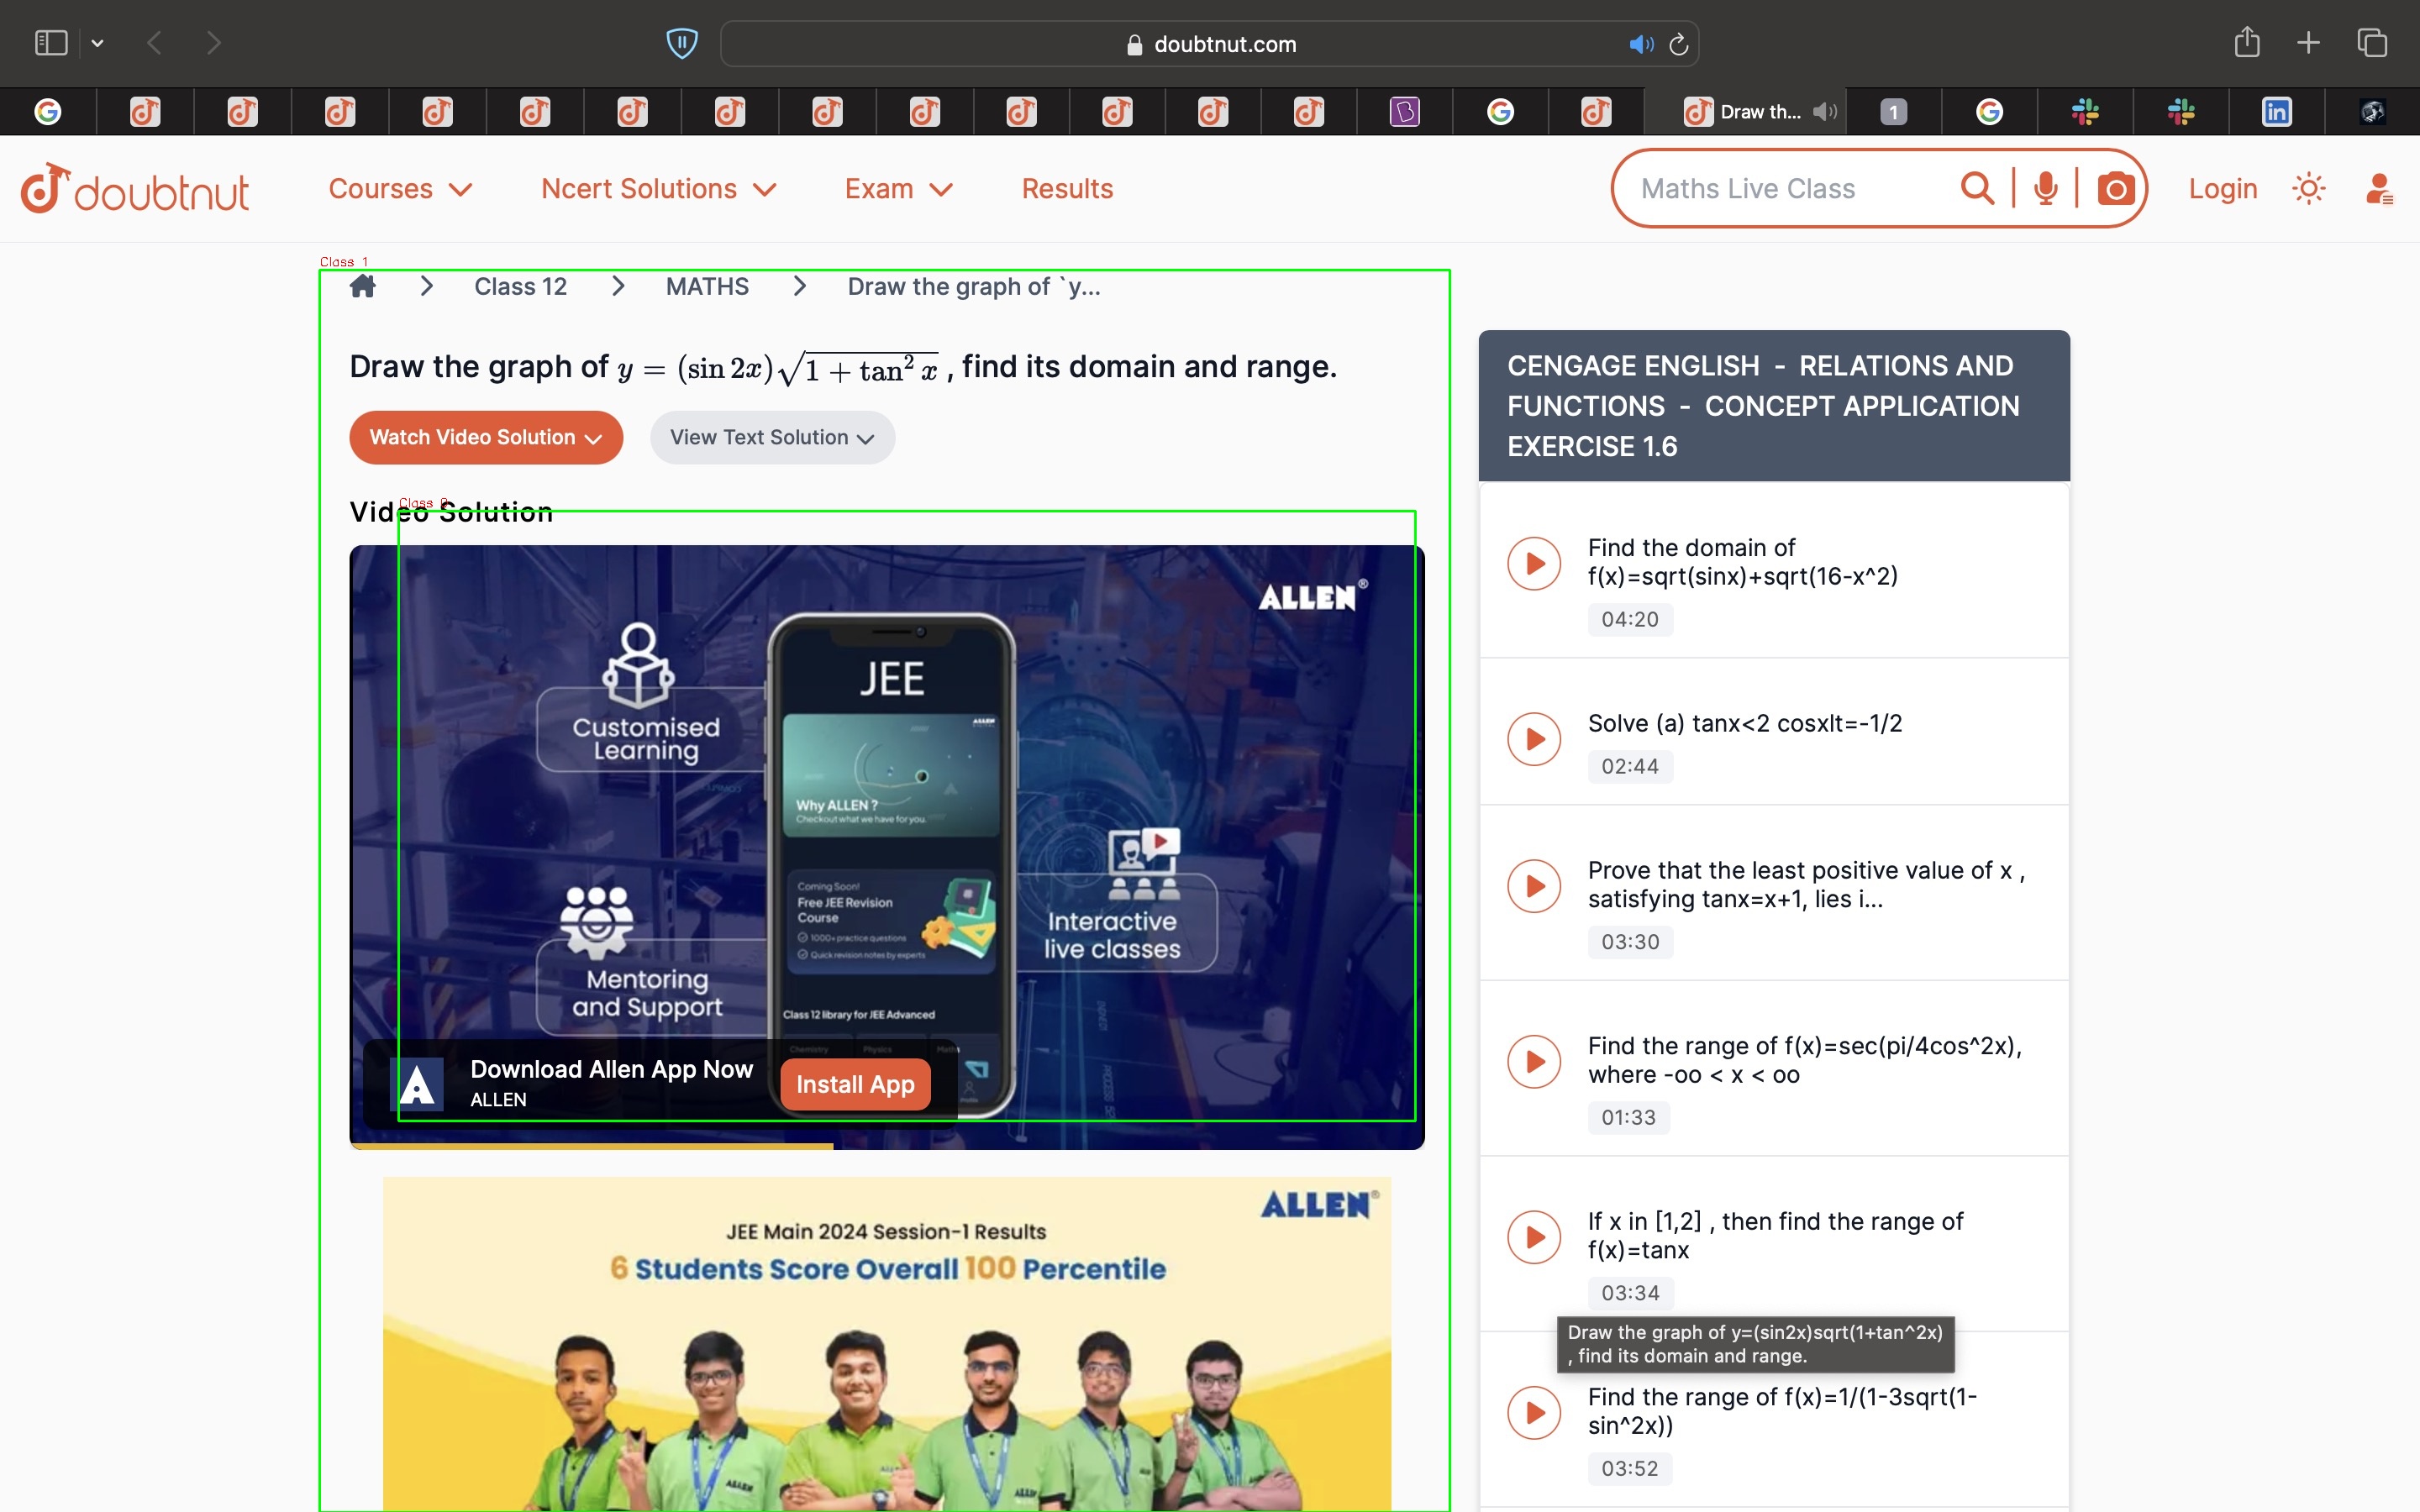 doubtnut.com
Draw th...
1
doubtnut
Courses
Ncert Solutions
Exam
Results
Maths Live Class
Login
Class 1
Class 12
MATHS
Draw the graph of `y...
Draw the graph of y = (sin 2x)√(1 + tan² x) , find its domain and range.
Watch Video Solution
View Text Solution
Video Solution
ALLEN®
JEE
Customised
Learning
ALLEN
Why ALLEN ?
Checkout what we have for you.
Coming Soon!
Free JEE Revision
Course
1000+ practice questions
Quick revision notes by experts
Interactive
live classes
Mentoring
and Support
Class 12 library for JEE Advanced
Chemistry
Physics
Maths
Download Allen App Now
ALLEN
Install App
ALLEN®
JEE Main 2024 Session-1 Results
6 Students Score Overall 100 Percentile
CENGAGE ENGLISH - RELATIONS AND
FUNCTIONS - CONCEPT APPLICATION
EXERCISE 1.6
Find the domain of
f(x)=sqrt(sinx)+sqrt(16-x^2)
04:20
Solve (a) tanx<2 cosxlt=-1/2
02:44
Prove that the least positive value of x ,
satisfying tanx=x+1, lies i...
03:30
Find the range of f(x)=sec(pi/4cos^2x),
where -oo < x < oo
01:33
If x in [1,2] , then find the range of
f(x)=tanx
03:34
Draw the graph of y=(sin2x)sqrt(1+tan^2x)
, find its domain and range.
Find the range of f(x)=1/(1-3sqrt(1-
sin^2x))
03:52